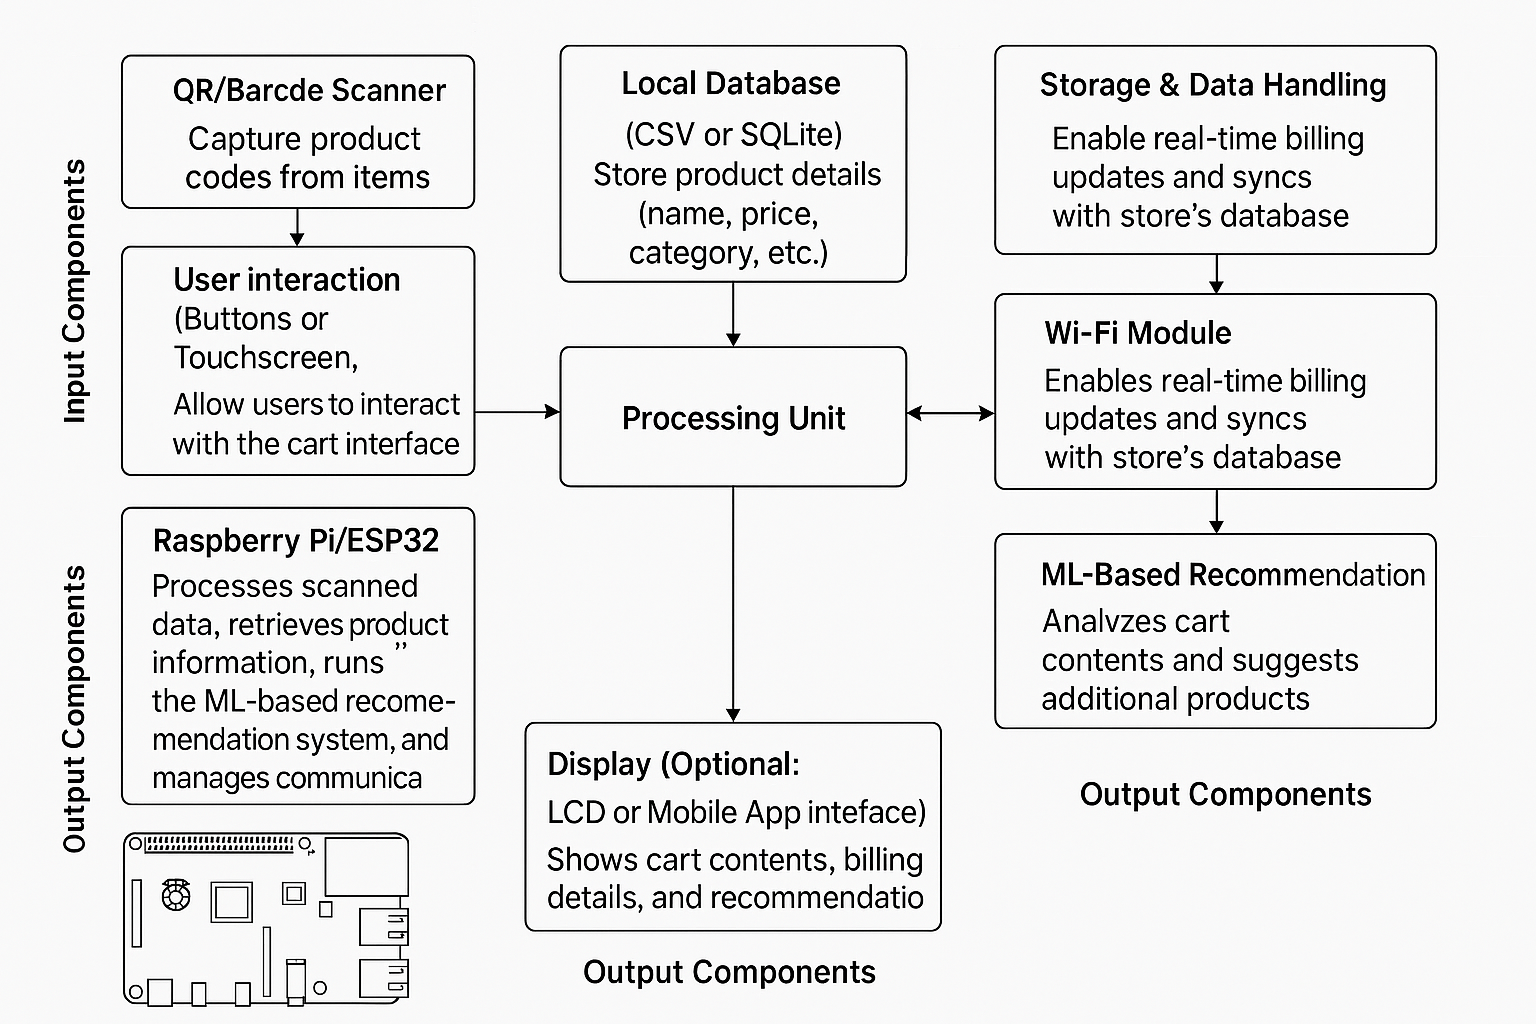 Input Components
QR/Barcde Scanner
Capture product
codes from items
User interaction
(Buttons or
Touchscreen,
Allow users to interact
with the cart interface
Output Components
Raspberry Pi/ESP32
Processes scanned
data, retrieves product
information, runs ”
the ML-based recome-
mendation system, and
manages communica
Local Database
(CSV or SQLite)
Store product details
(name, price,
category, etc.)
Processing Unit
Display (Optional:
LCD or Mobile App inteface)
Shows cart contents, billing
details, and recommendatio
Output Components
Storage & Data Handling
Enable real-time billing
updates and syncs
with store’s database
Wi-Fi Module
Enables real-time billing
updates and syncs
with store’s database
ML-Based Recommendation
Analvzes cart
contents and suggests
additional products
Output Components